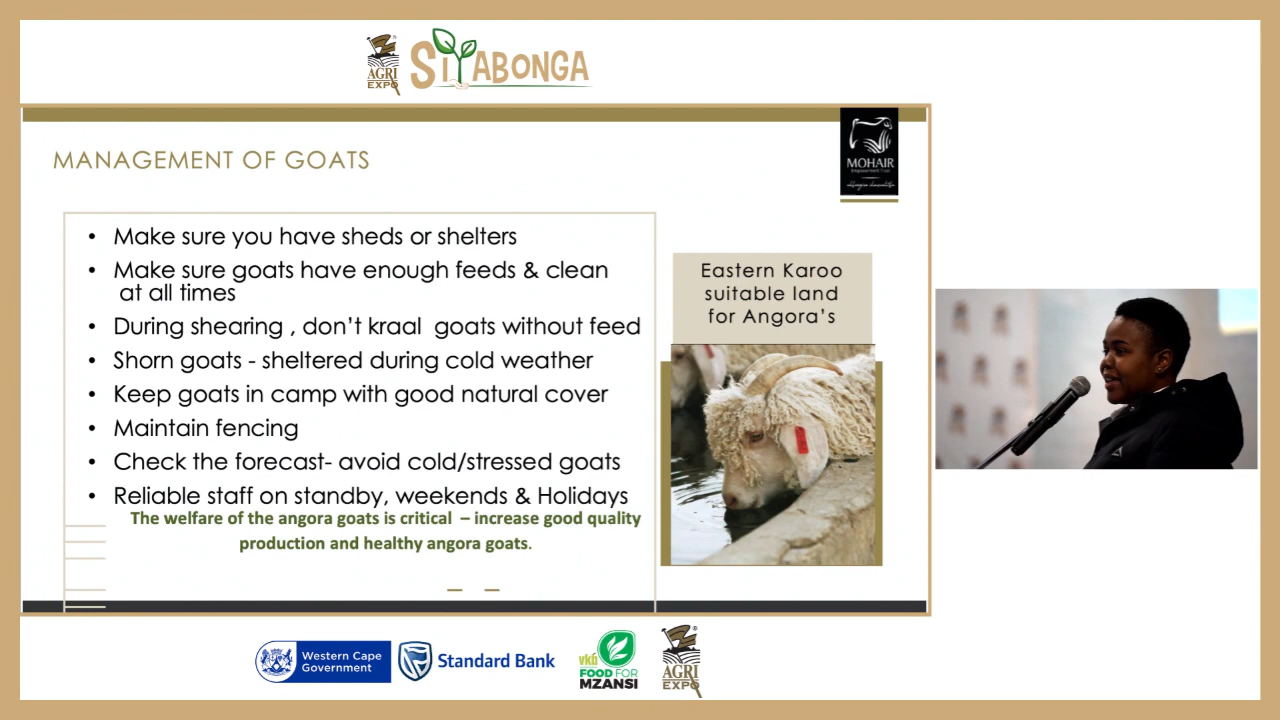 AGRI
EXPO
®
SIYABONGA
MANAGEMENT OF GOATS
MOHAIR
Empowerment Trust
• Make sure you have sheds or shelters
• Make sure goats have enough feeds & clean
at all times
• During shearing , don’t kraal goats without feed
• Shorn goats - sheltered during cold weather
• Keep goats in camp with good natural cover
• Maintain fencing
• Check the forecast- avoid cold/stressed goats
• Reliable staff on standby, weekends & Holidays
The welfare of the angora goats is critical – increase good quality
production and healthy angora goats.
Eastern Karoo
suitable land
for Angora’s
Western Cape
Government
Standard Bank
vkb
FOOD FOR
MZANSI
®
AGRI
EXPO